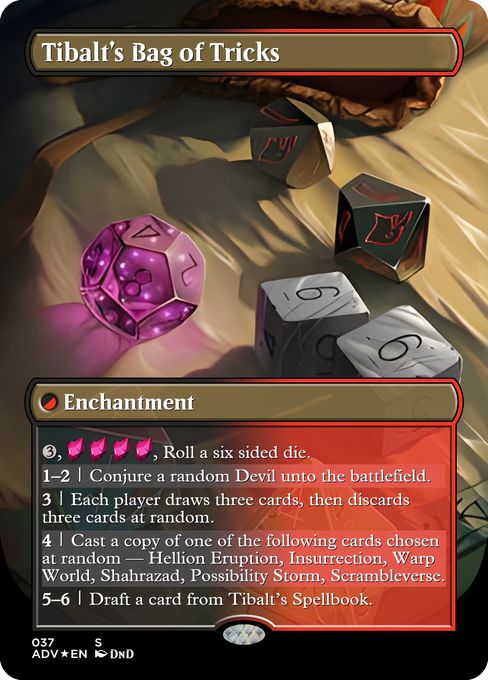 Tibalt's Bag of Tricks
6
6
Enchantment
3, , Roll a six sided die.
1–2 | Conjure a random Devil unto the battlefield.
3 | Each player draws three cards, then discards
three cards at random.
4 | Cast a copy of one of the following cards chosen
at random — Hellion Eruption, Insurrection, Warp
World, Shahrazad, Possibility Storm, Scrambleverse.
5–6 | Draft a card from Tibalt's Spellbook.
037 S
ADV★EN DnD